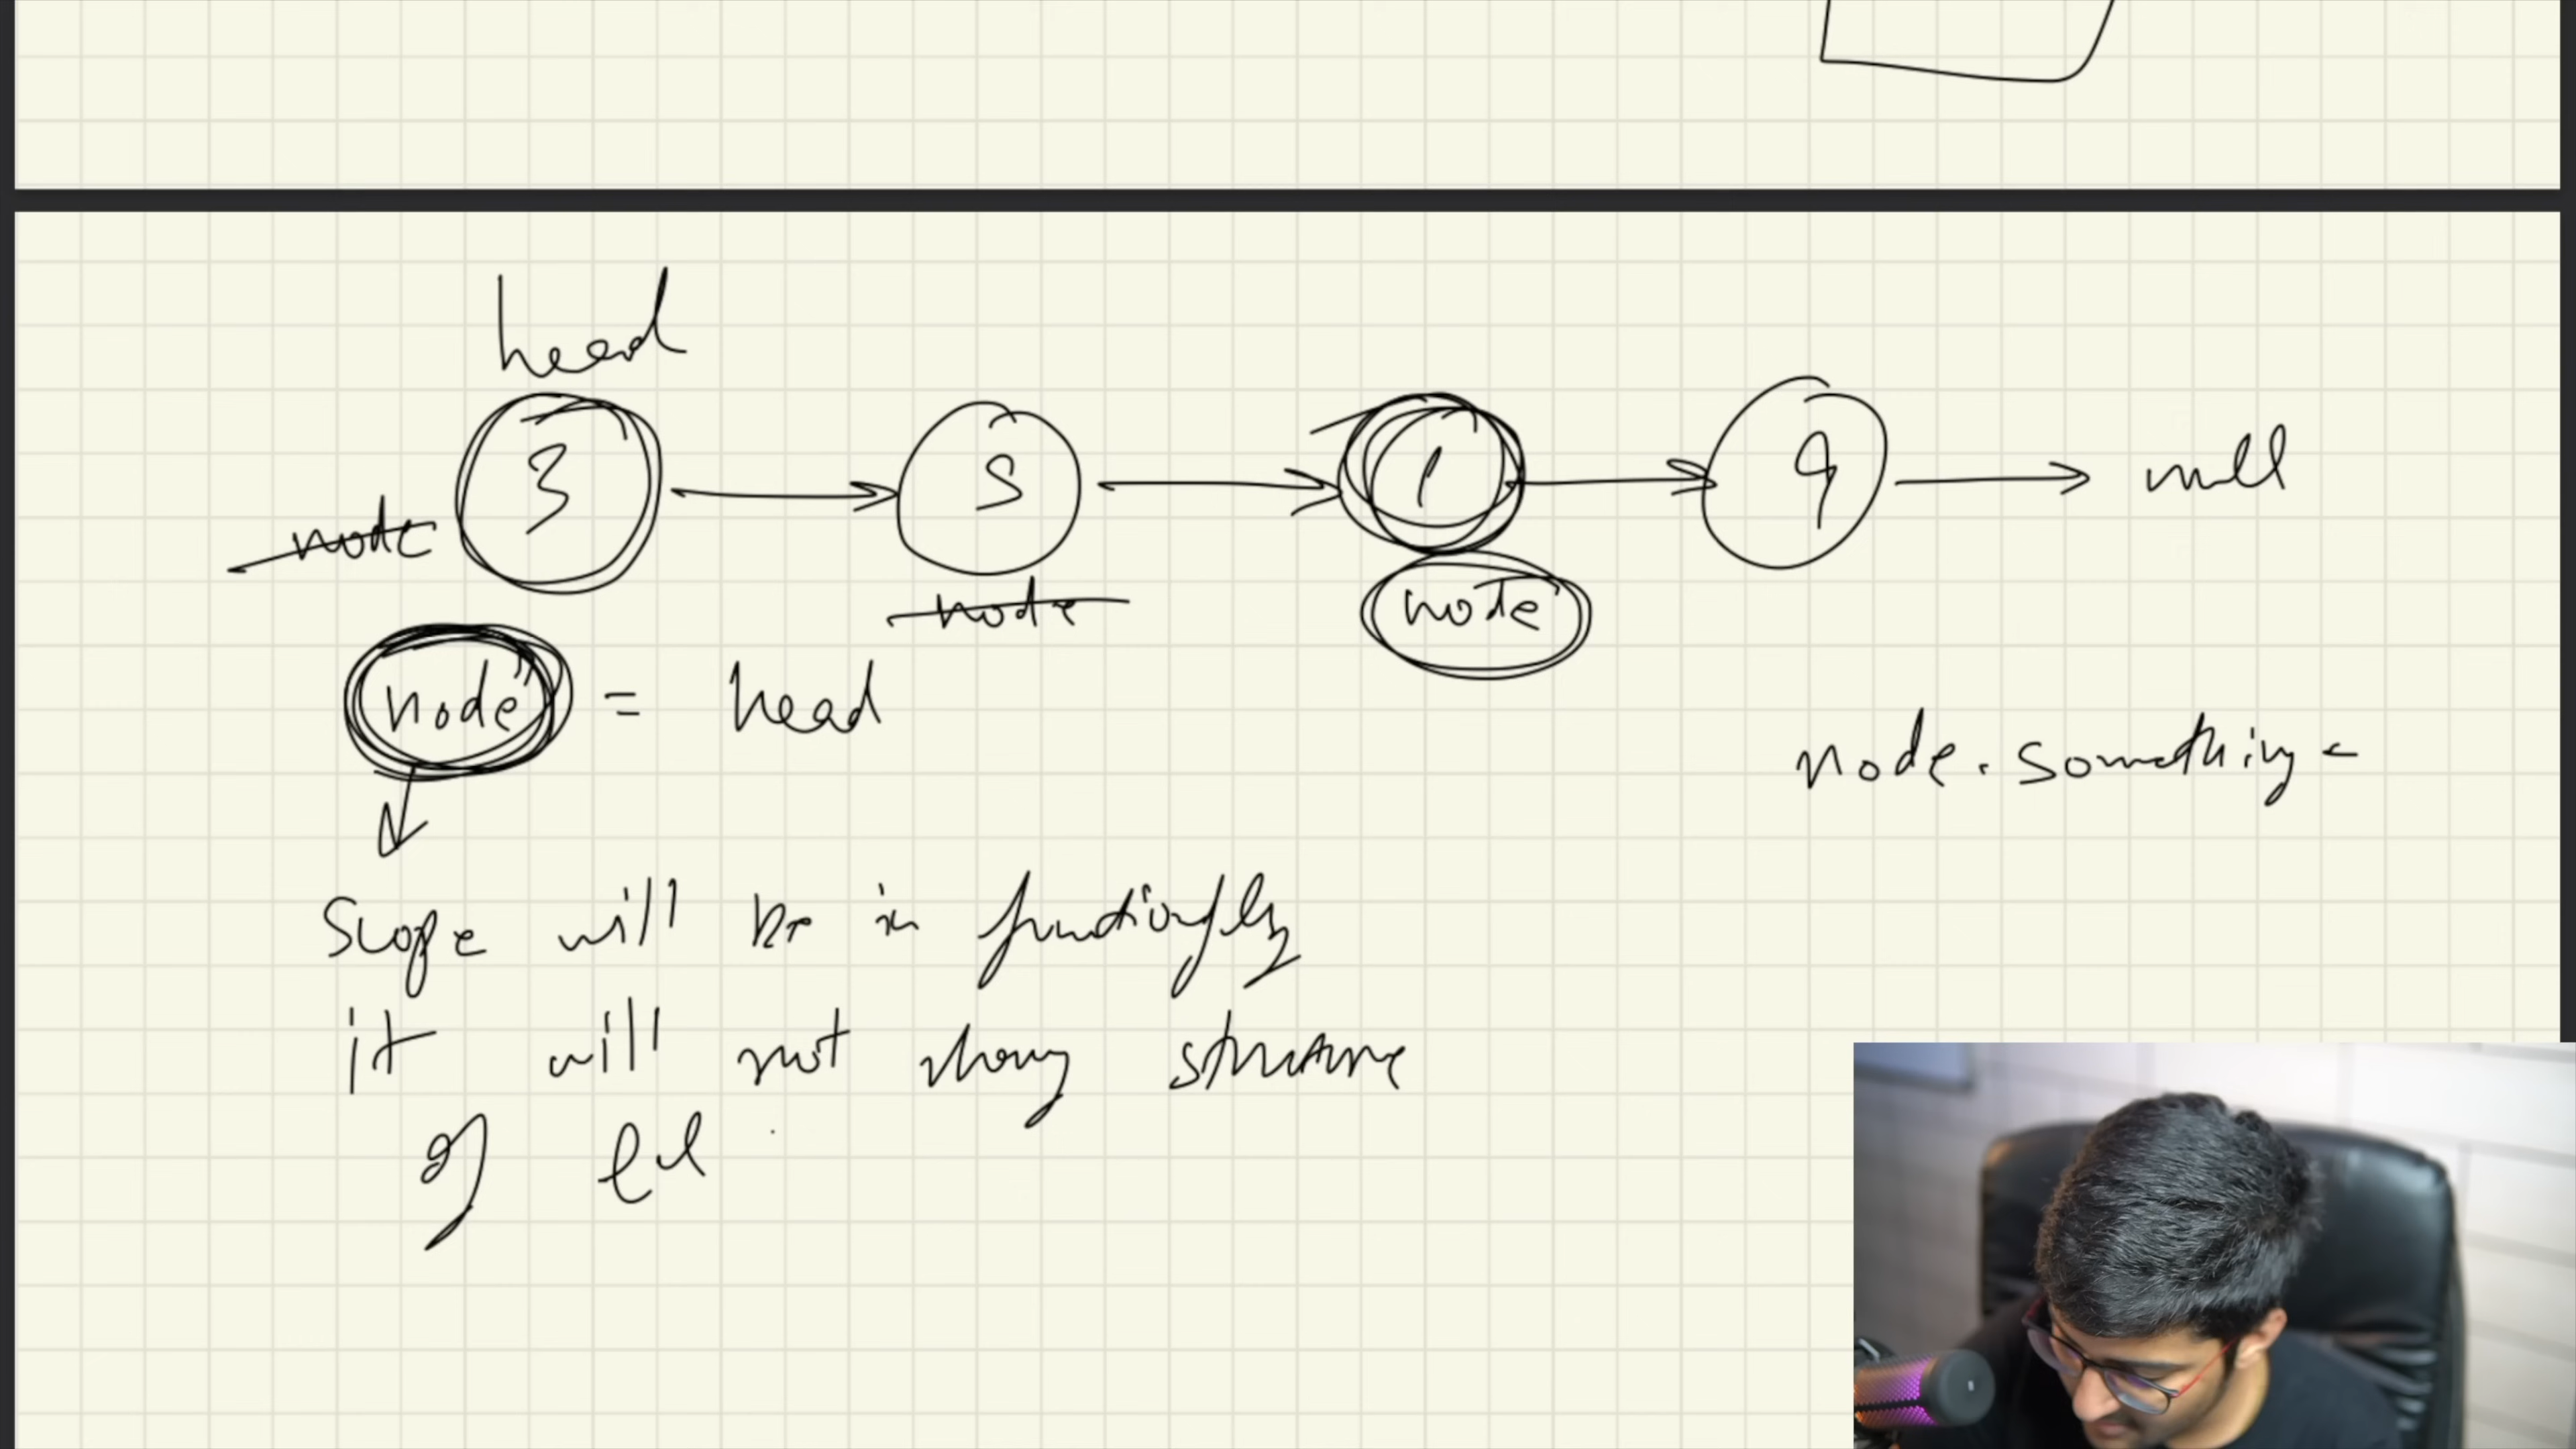 head
3 → 5 → 1 → 9 → null
node node node
node = head
node.something =
Scope will be in function only
it will not change structure
of LL